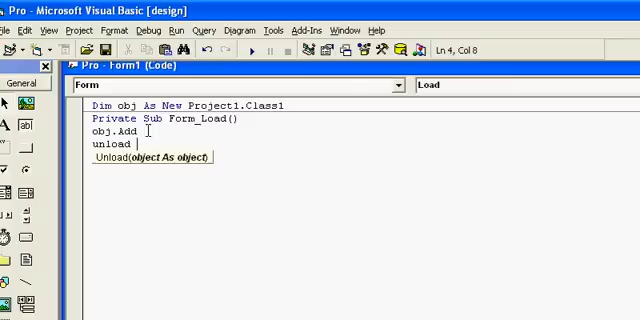 Pro - Microsoft Visual Basic [design]
File Edit View Project Format Debug Run Query Diagram Tools Add-Ins Window Help
Ln 4, Col 8
General
Pro - Form1 (Code)
Form
Load
Dim obj As New Project1.Class1
Private Sub Form_Load()
obj.Add
unload
Unload(object As object)
A
ab|